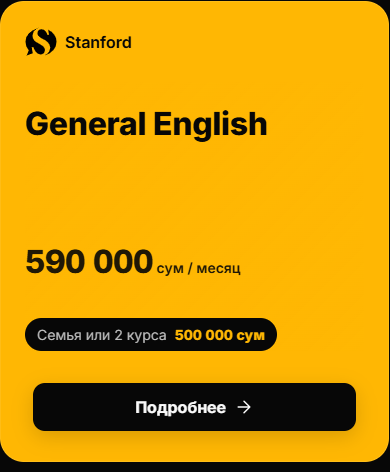 Stanford
General English
590 000 сум / месяц
Семья или 2 курса 500 000 сум
Подробнее →